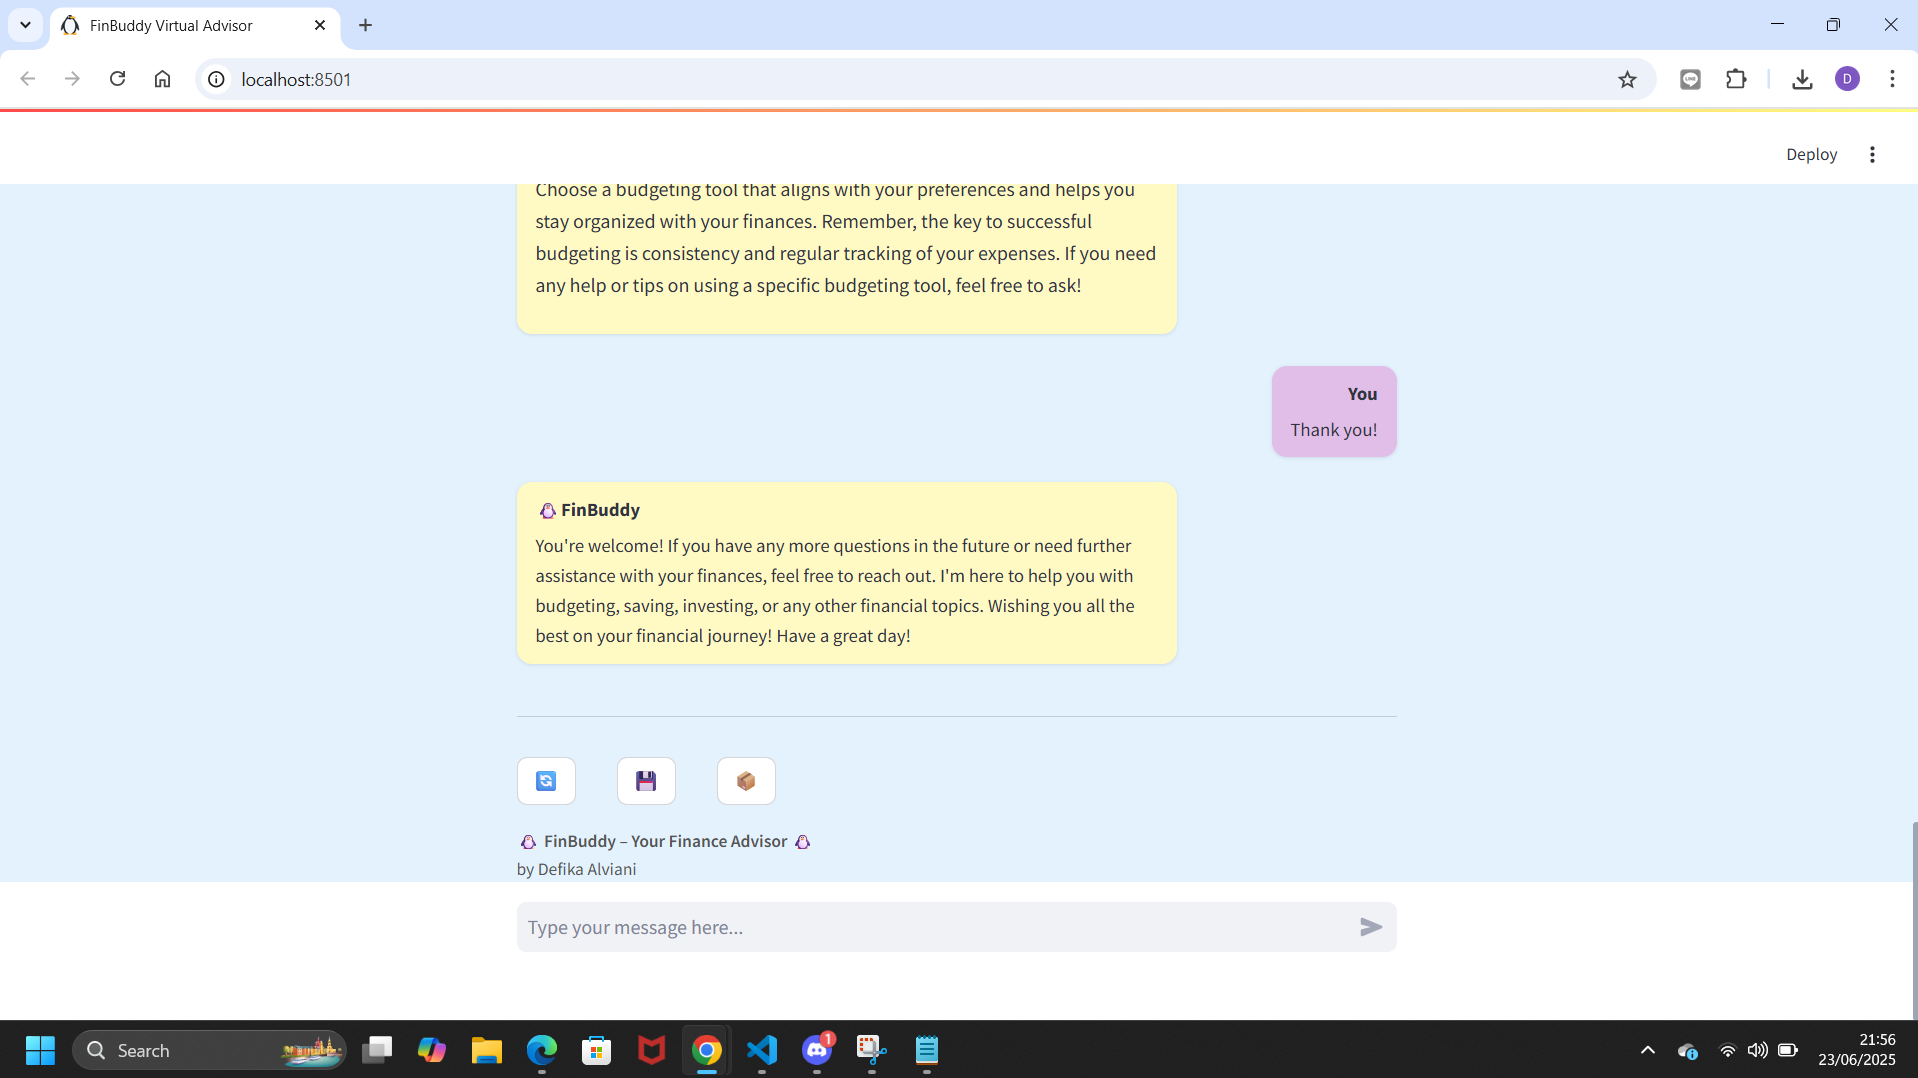 FinBuddy Virtual Advisor
localhost:8501
D
Deploy
Choose a budgeting tool that aligns with your preferences and helps you
stay organized with your finances. Remember, the key to successful
budgeting is consistency and regular tracking of your expenses. If you need
any help or tips on using a specific budgeting tool, feel free to ask!
You
Thank you!
FinBuddy
You're welcome! If you have any more questions in the future or need further
assistance with your finances, feel free to reach out. I'm here to help you with
budgeting, saving, investing, or any other financial topics. Wishing you all the
best on your financial journey! Have a great day!
FinBuddy – Your Finance Advisor
by Defika Alviani
Type your message here...
Search
1
21:56
23/06/2025